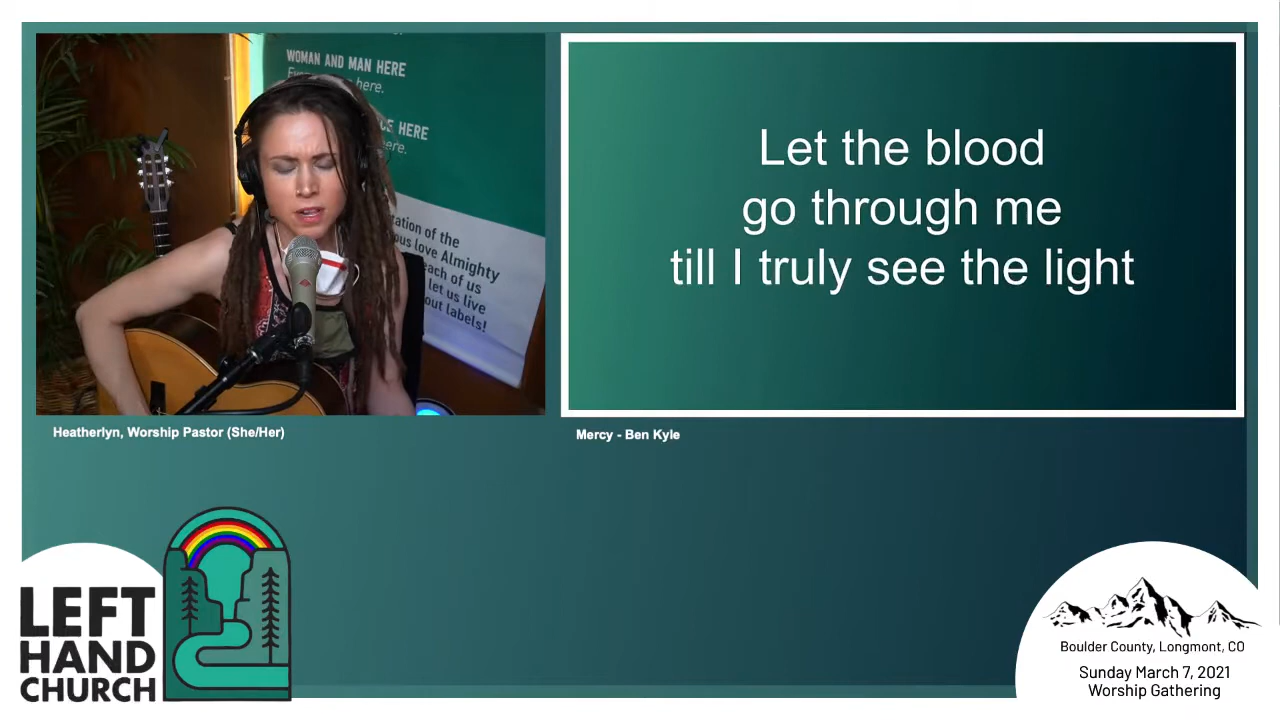 WOMAN AND MAN HERE
here.
HERE
ere.
tation of the
ous love Almighty
each of us
let us live
out labels!
Let the blood
go through me
till I truly see the light
Heatherlyn, Worship Pastor (She/Her)
Mercy - Ben Kyle
LEFT
HAND
CHURCH
Boulder County, Longmont, CO
Sunday March 7, 2021
Worship Gathering